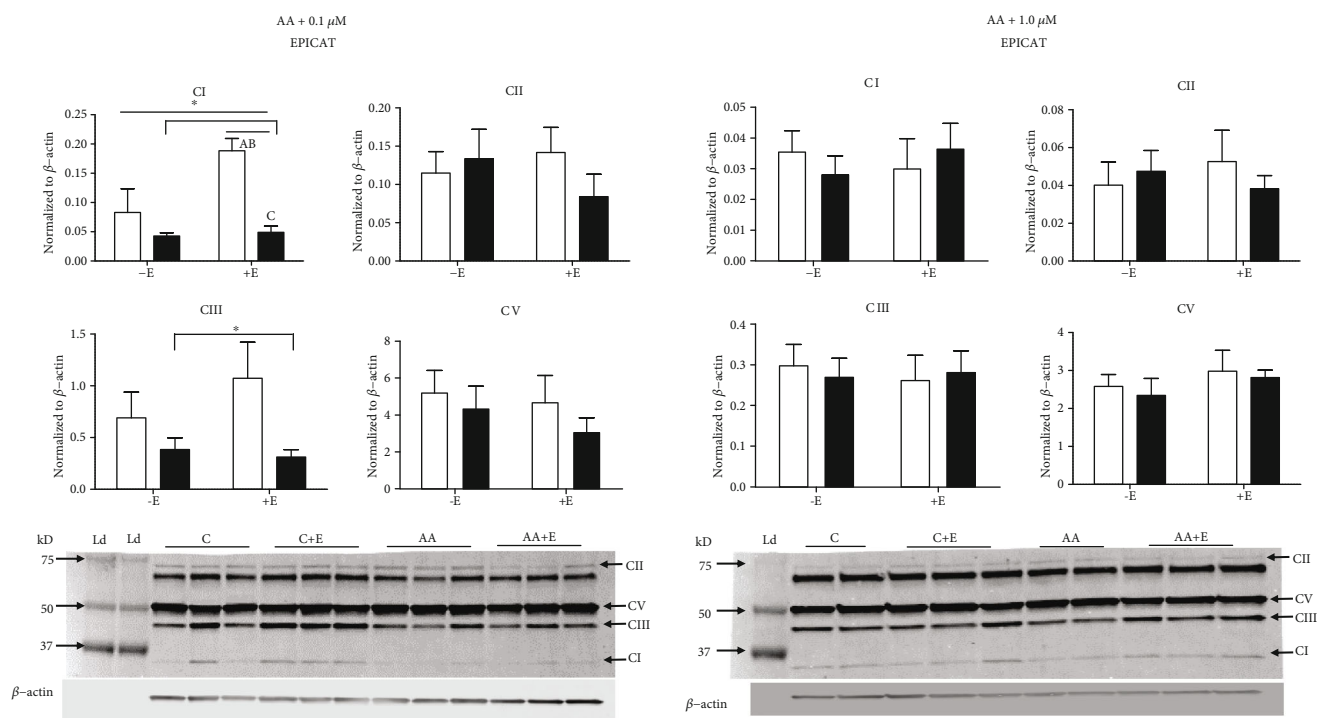 AA + 0.1 μM
EPICAT
CI
*
AB
C
Normalized to β−actin
0.25
0.20
0.15
0.10
0.05
0.00
−E
+E
CII
Normalized to β−actin
0.20
0.15
0.10
0.05
0.00
−E
+E
CIII
*
Normalized to β−actin
1.5
1.0
0.5
0.0
-E
+E
CV
Normalized to β−actin
8
6
4
2
0
-E
+E
kD
Ld
Ld
C
C+E
AA
AA+E
75
50
37
CII
CV
CIII
CI
β−actin
AA + 1.0 μM
EPICAT
CI
Normalized to β−actin
0.05
0.04
0.03
0.02
0.01
0.00
−E
+E
CII
Normalized to β−actin
0.08
0.06
0.04
0.02
0.00
−E
+E
CIII
Normalized to β−actin
0.4
0.3
0.2
0.1
0.0
-E
+E
CV
Normalized to β−actin
4
3
2
1
0
-E
+E
kD
Ld
C
C+E
AA
AA+E
75
50
37
CII
CV
CIII
CI
β−actin